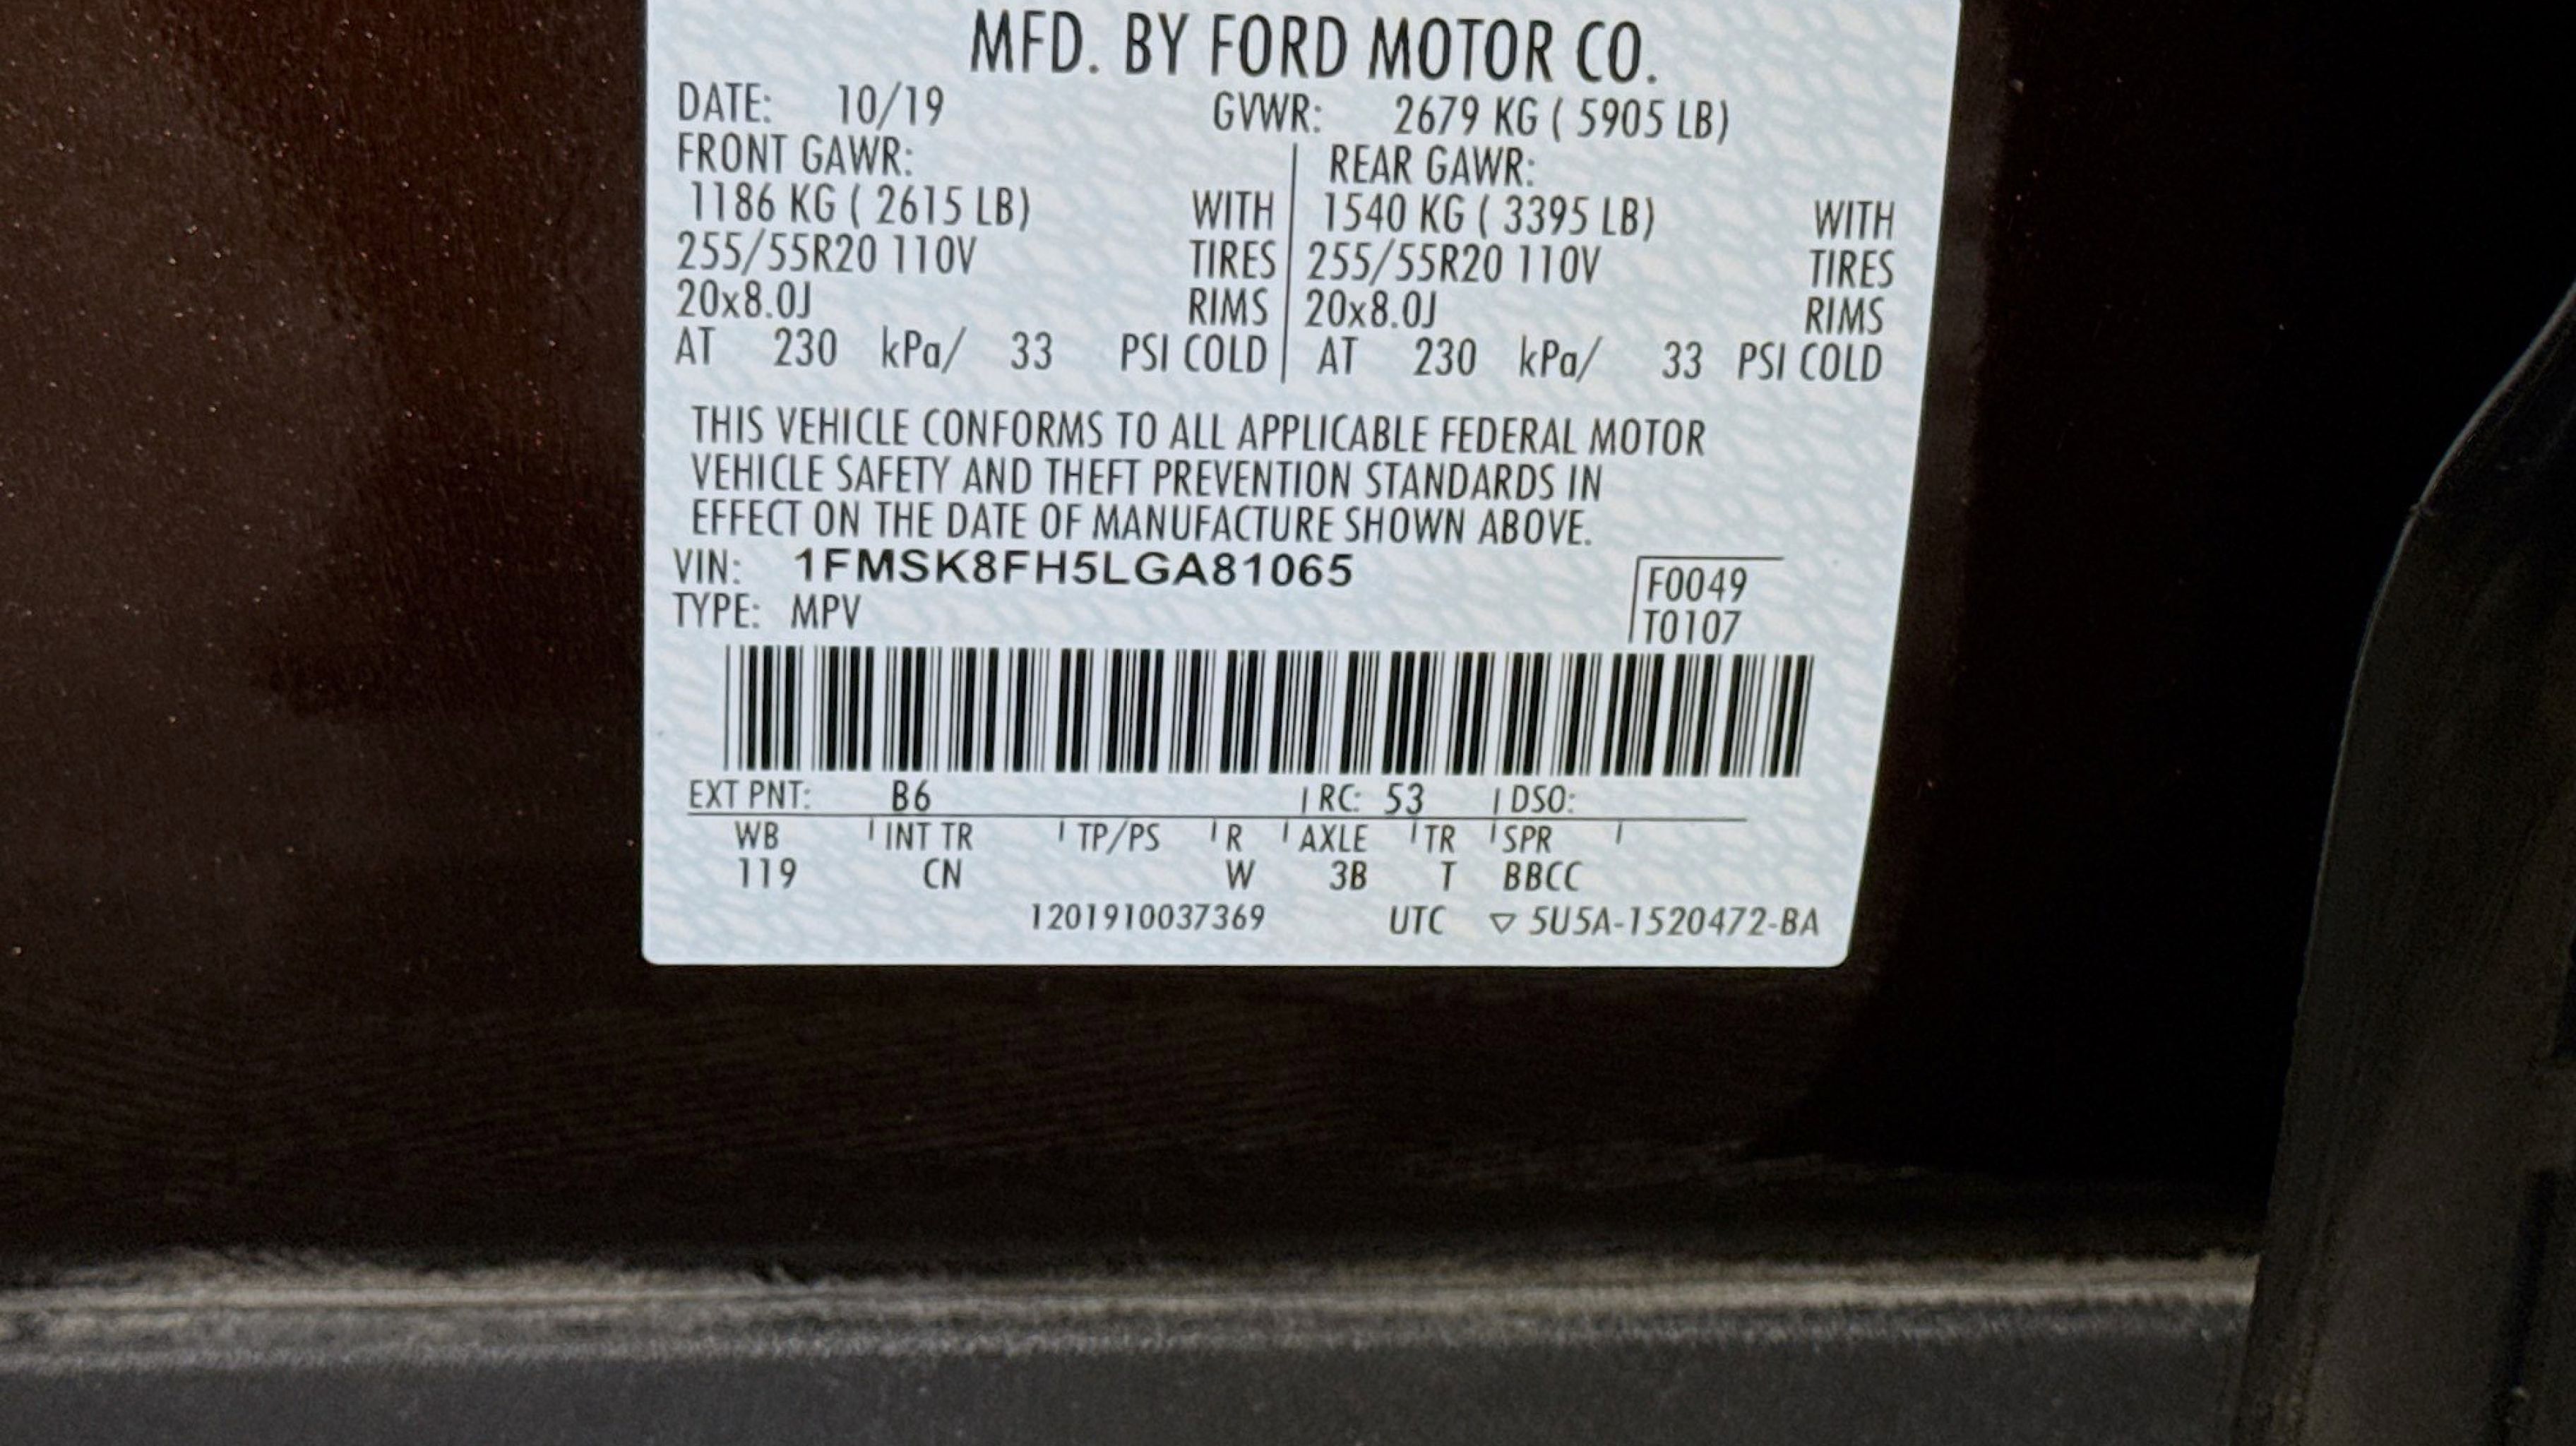 MFD. BY FORD MOTOR CO.
DATE: 10/19 GVWR: 2679 KG ( 5905 LB)
FRONT GAWR: REAR GAWR:
1186 KG ( 2615 LB) WITH 1540 KG ( 3395 LB) WITH
255/55R20 110V TIRES 255/55R20 110V TIRES
20x8.0J RIMS 20x8.0J RIMS
AT 230 kPa/ 33 PSI COLD AT 230 kPa/ 33 PSI COLD
THIS VEHICLE CONFORMS TO ALL APPLICABLE FEDERAL MOTOR
VEHICLE SAFETY AND THEFT PREVENTION STANDARDS IN
EFFECT ON THE DATE OF MANUFACTURE SHOWN ABOVE.
VIN: 1FMSK8FH5LGA81065 F0049
TYPE: MPV T0107
EXT PNT: B6 RC: 53 DSO:
WB INT TR TP/PS R AXLE TR SPR
119 CN W 3B T BBCC
1201910037369 UTC ▽ 5U5A-1520472-BA